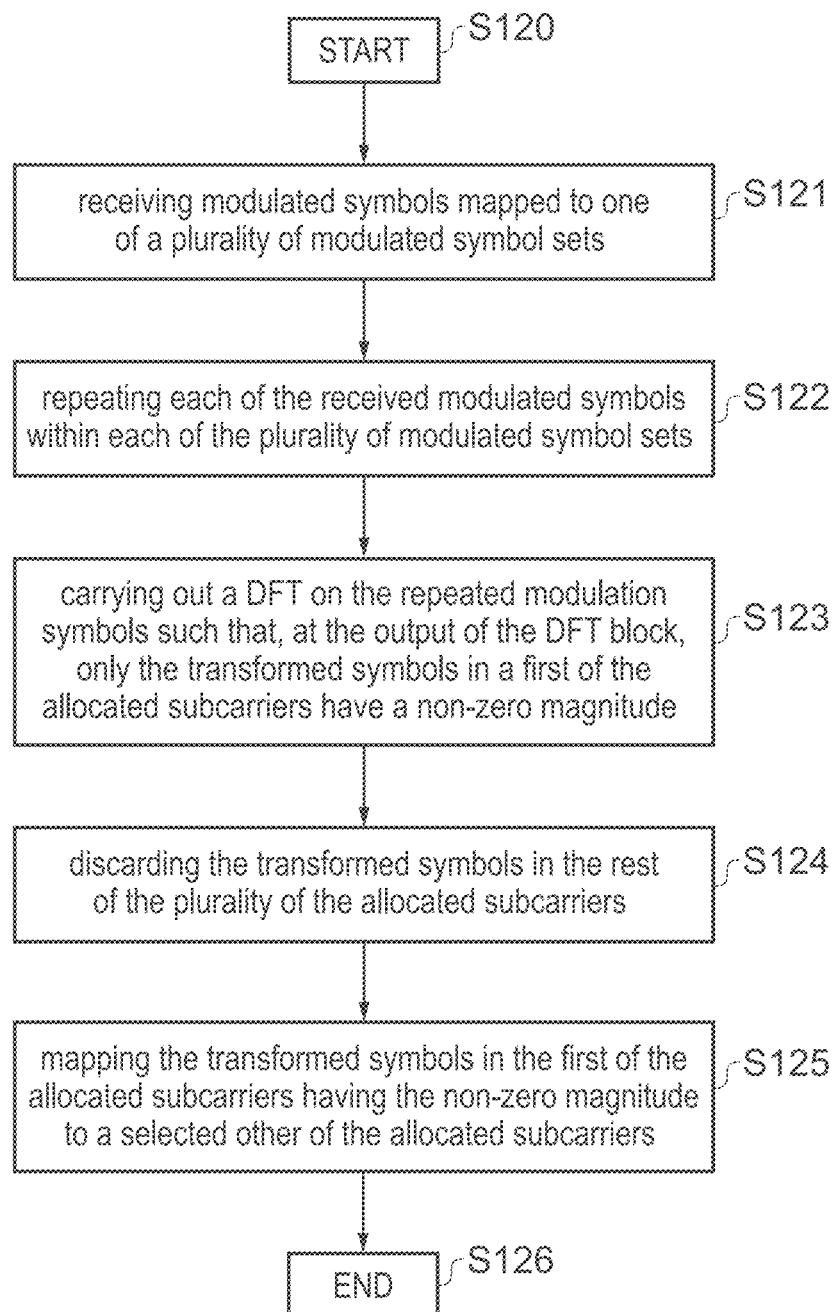 START
S120
receiving modulated symbols mapped to one
of a plurality of modulated symbol sets
S121
repeating each of the received modulated symbols
within each of the plurality of modulated symbol sets
S122
carrying out a DFT on the repeated modulation
symbols such that, at the output of the DFT block,
only the transformed symbols in a first of the
allocated subcarriers have a non-zero magnitude
S123
discarding the transformed symbols in the rest
of the plurality of the allocated subcarriers
S124
mapping the transformed symbols in the first of the
allocated subcarriers having the non-zero magnitude
to a selected other of the allocated subcarriers
S125
END
S126